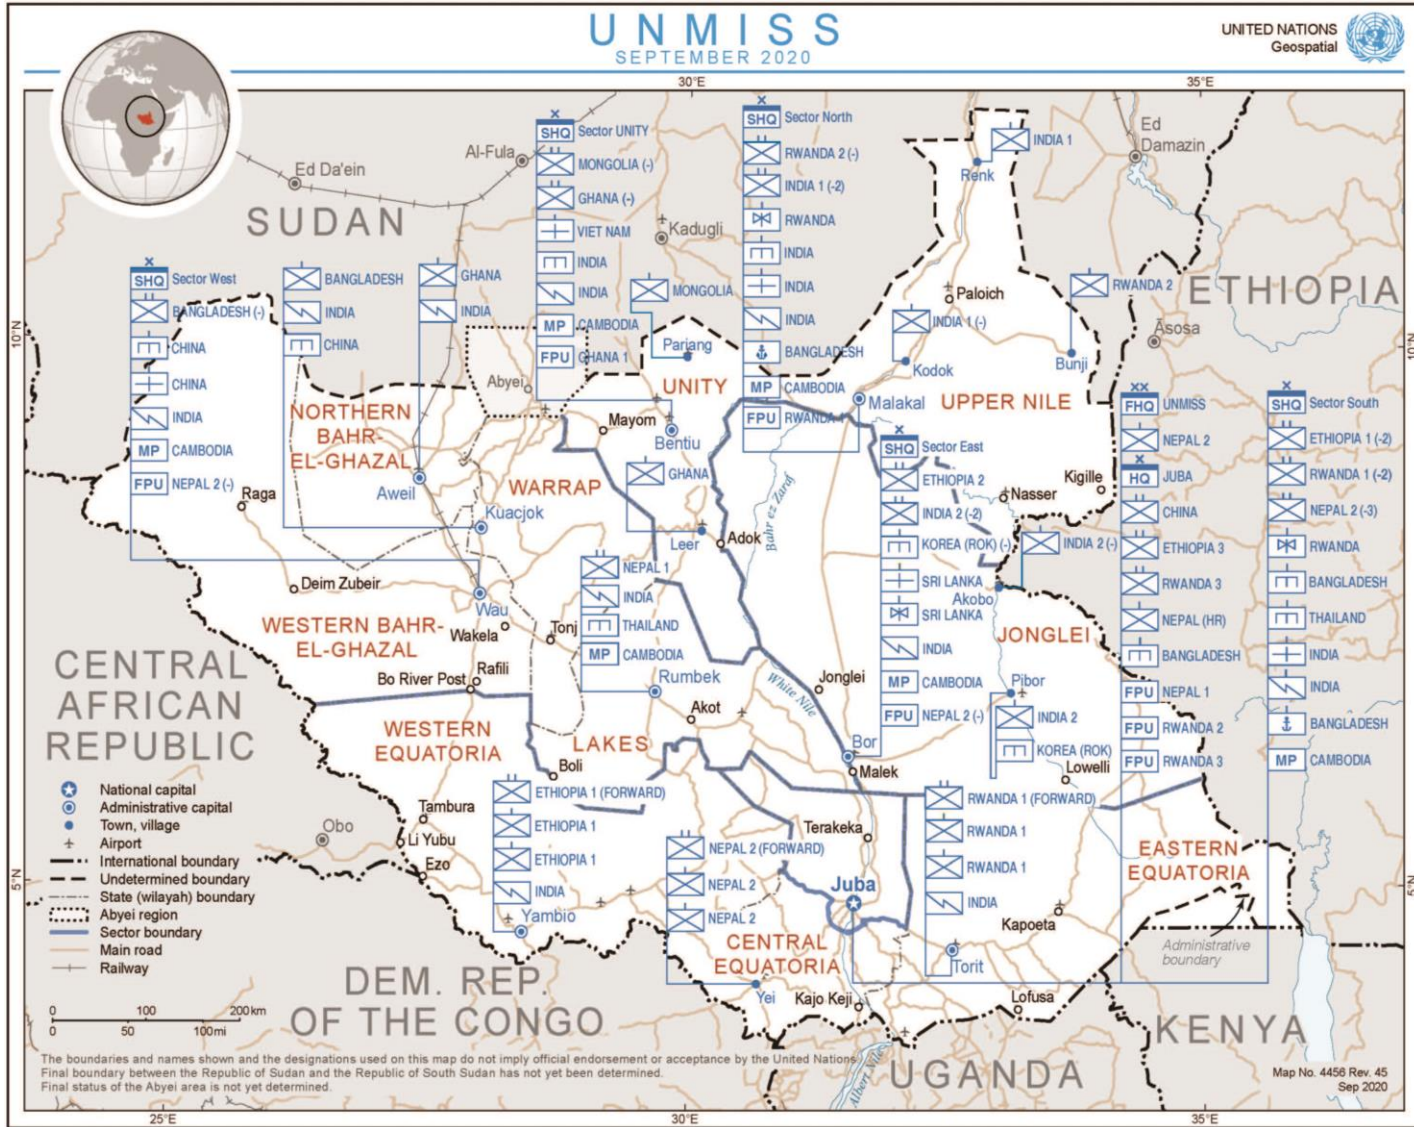 UNMISS
SEPTEMBER 2020
UNITED NATIONS
Geospatial
30°E
35°E
SHQ Sector UNITY
MONGOLIA (-)
GHANA (-)
VIET NAM
INDIA
INDIA
MP CAMBODIA
FPU GHANA 1
SHQ Sector North
RWANDA 2 (-)
INDIA 1 (-2)
RWANDA
INDIA
INDIA
INDIA
BANGLADESH
MP CAMBODIA
FPU RWANDA 1
INDIA 1
Renk
Ed
Damazin
Al-Fula
Ed Da'ein
SUDAN
Kadugli
ETHIOPIA
SHQ Sector West
BANGLADESH (-)
CHINA
CHINA
INDIA
MP CAMBODIA
FPU NEPAL 2 (-)
BANGLADESH
INDIA
CHINA
GHANA
INDIA
MONGOLIA
Pariang
Paloich
INDIA 1 (-)
Kodok
RWANDA 2
Bunji
Āsosa
10°N
10°N
Abyei
UNITY
Malakal
UPPER NILE
NORTHERN
BAHR-
EL-GHAZAL
Mayom
Bentiu
WARRAP
Aweil
Raga
Kuacjok
GHANA
Leer
Adok
Bahr ez Zaraf
Nasser
Kigille
SHQ Sector East
ETHIOPIA 2
INDIA 2 (-2)
KOREA (ROK) (-)
SRI LANKA
SRI LANKA
INDIA
MP CAMBODIA
FPU NEPAL 2 (-)
INDIA 2 (-)
Akobo
FHQ UNMISS
NEPAL 2
HQ JUBA
CHINA
ETHIOPIA 3
RWANDA 3
NEPAL (HR)
BANGLADESH
FPU NEPAL 1
FPU RWANDA 2
FPU RWANDA 3
SHQ Sector South
ETHIOPIA 1 (-2)
RWANDA 1 (-2)
NEPAL 2 (-3)
RWANDA
BANGLADESH
THAILAND
INDIA
INDIA
BANGLADESH
MP CAMBODIA
Deim Zubeir
Wau
NEPAL 1
INDIA
THAILAND
MP CAMBODIA
WESTERN BAHR-
EL-GHAZAL
Wakela
Tonj
JONGLEI
CENTRAL
AFRICAN
REPUBLIC
Rafili
Bo River Post
Rumbek
White Nile
Jonglei
Pibor
INDIA 2
KOREA (ROK)
Akot
WESTERN
EQUATORIA
LAKES
Boli
Bor
Malek
Lowelli
ETHIOPIA 1 (FORWARD)
ETHIOPIA 1
ETHIOPIA 1
INDIA
Yambio
Tambura
Li Yubu
Ezo
Obo
NEPAL 2 (FORWARD)
NEPAL 2
NEPAL 2
Terakeka
RWANDA 1 (FORWARD)
RWANDA 1
RWANDA 1
INDIA
EASTERN
EQUATORIA
5°N
5°N
Juba
Kapoeta
CENTRAL
EQUATORIA
Torit
Administrative
boundary
Yei
Kajo Keji
Lofusa
DEM. REP.
OF THE CONGO
KENYA
UGANDA
Albert Nile
National capital
Administrative capital
Town, village
Airport
International boundary
Undetermined boundary
State (wilayah) boundary
Abyei region
Sector boundary
Main road
Railway
0 100 200 km
0 50 100 mi
The boundaries and names shown and the designations used on this map do not imply official endorsement or acceptance by the United Nations.
Final boundary between the Republic of Sudan and the Republic of South Sudan has not yet been determined.
Final status of the Abyei area is not yet determined.
Map No. 4456 Rev. 45
Sep 2020
25°E
30°E
35°E